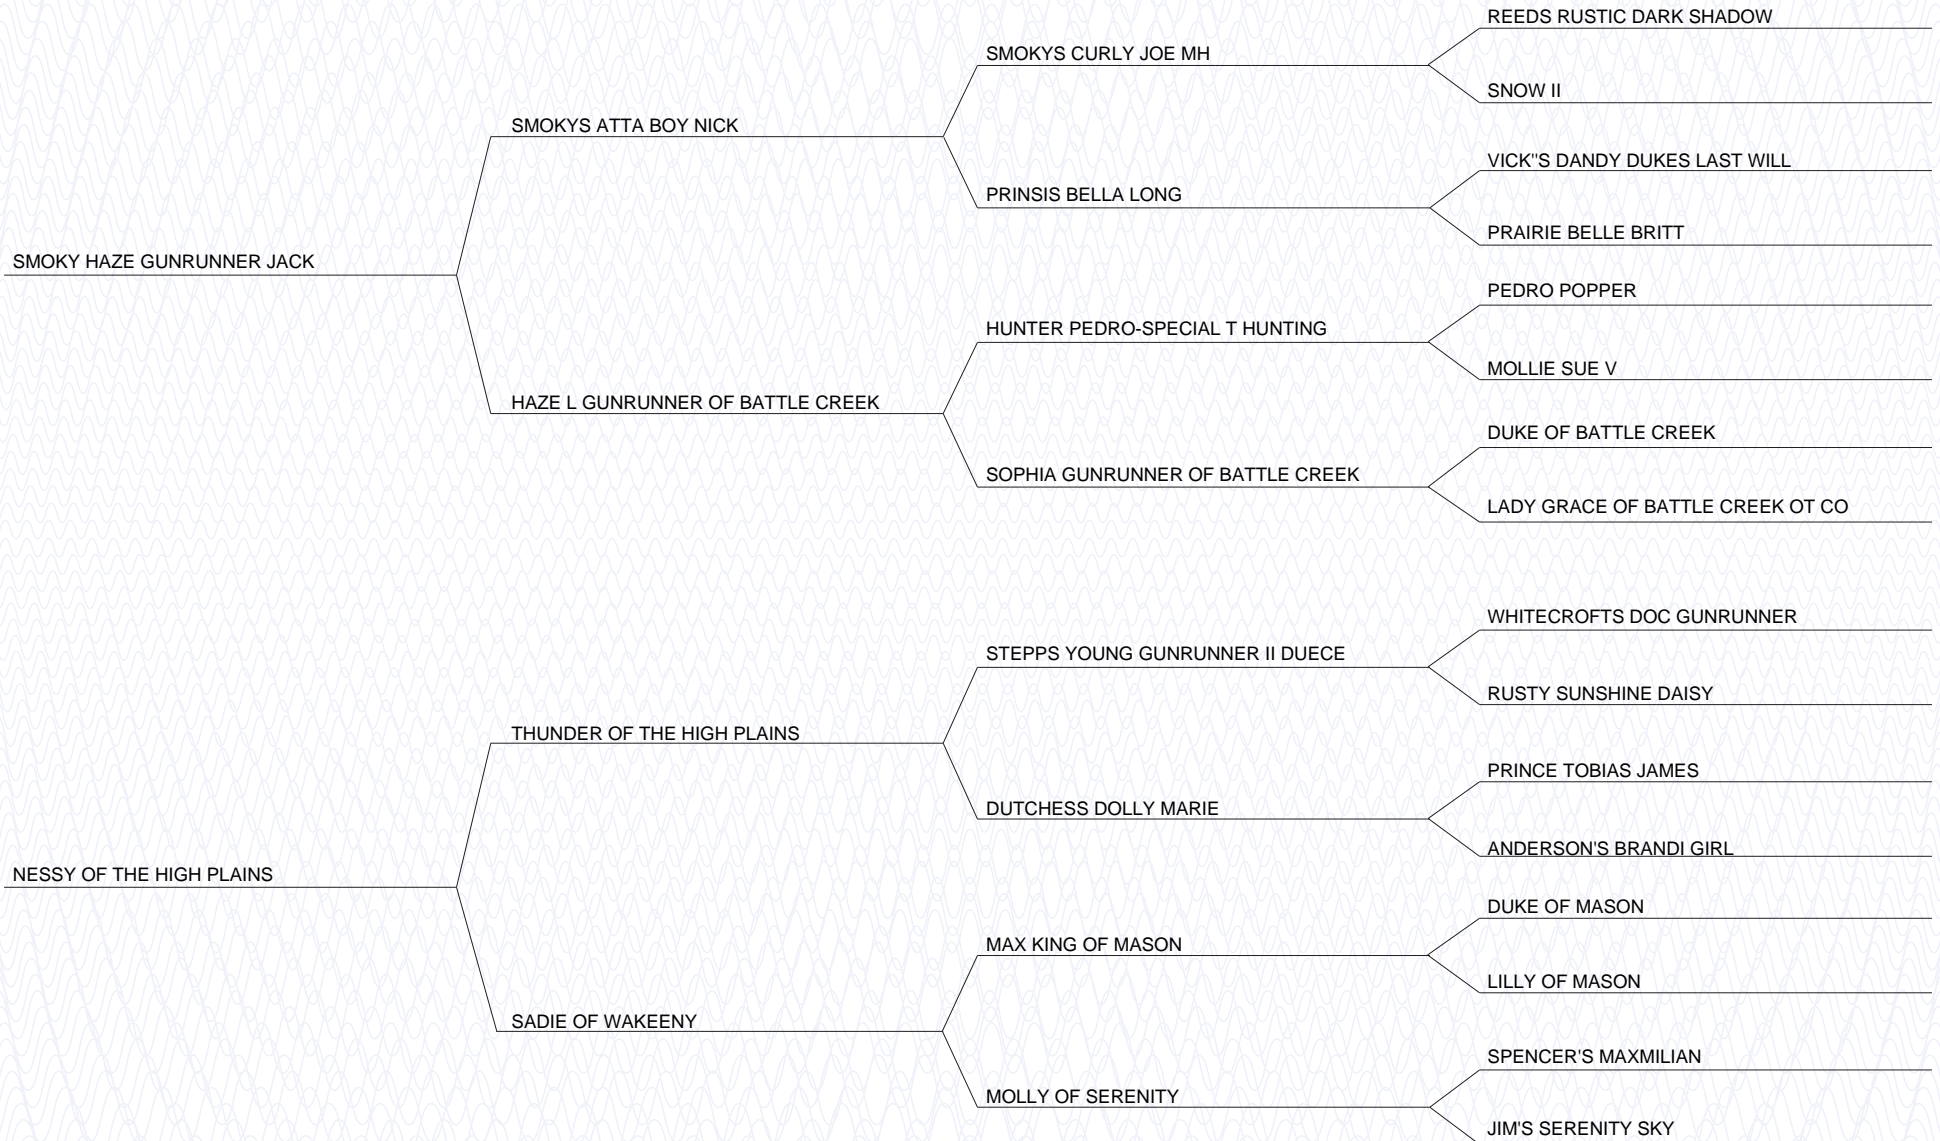 REEDS RUSTIC DARK SHADOW
SMOKYS CURLY JOE MH
SNOW II
SMOKYS ATTA BOY NICK
VICK"S DANDY DUKES LAST WILL
PRINSIS BELLA LONG
PRAIRIE BELLE BRITT
SMOKY HAZE GUNRUNNER JACK
PEDRO POPPER
HUNTER PEDRO-SPECIAL T HUNTING
MOLLIE SUE V
HAZE L GUNRUNNER OF BATTLE CREEK
DUKE OF BATTLE CREEK
SOPHIA GUNRUNNER OF BATTLE CREEK
LADY GRACE OF BATTLE CREEK OT CO
WHITECROFTS DOC GUNRUNNER
STEPPS YOUNG GUNRUNNER II DUECE
RUSTY SUNSHINE DAISY
THUNDER OF THE HIGH PLAINS
PRINCE TOBIAS JAMES
DUTCHESS DOLLY MARIE
ANDERSON'S BRANDI GIRL
NESSY OF THE HIGH PLAINS
DUKE OF MASON
MAX KING OF MASON
LILLY OF MASON
SADIE OF WAKEENY
SPENCER'S MAXMILIAN
MOLLY OF SERENITY
JIM'S SERENITY SKY